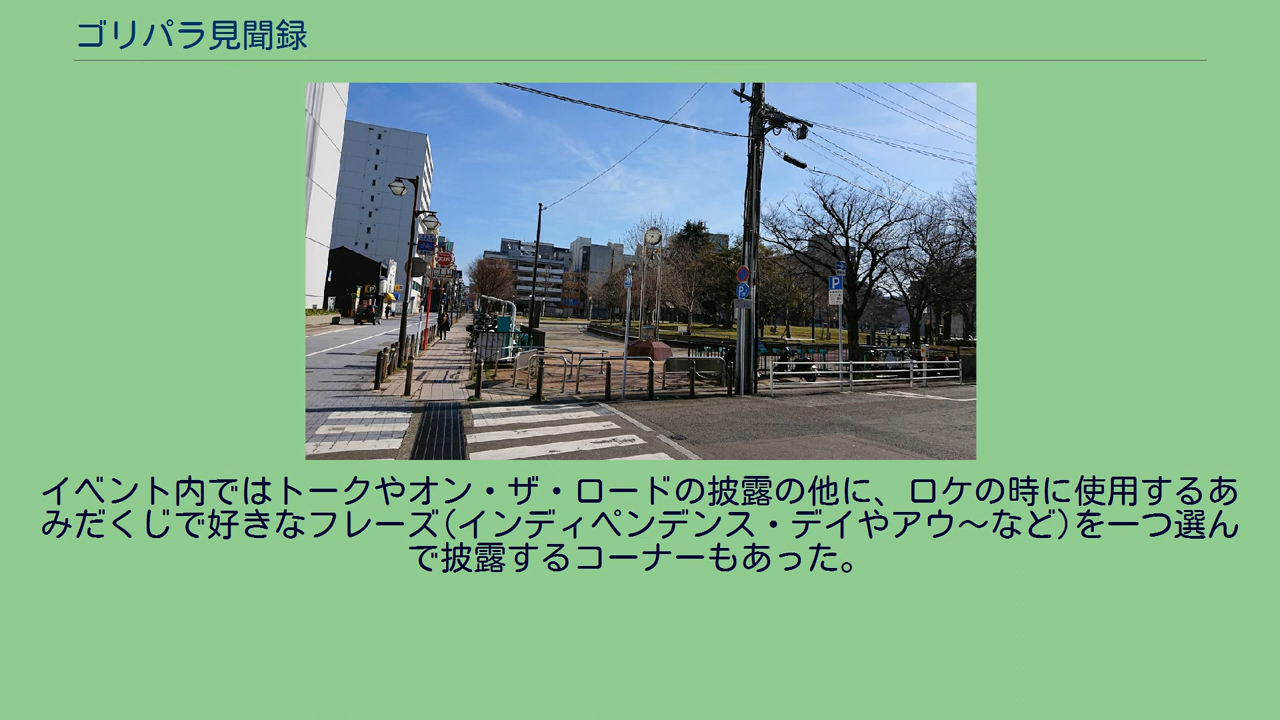 ゴリパラ見聞録
P
P
イベント内ではトークやオン・ザ・ロードの披露の他に、ロケの時に使用するあ
みだくじで好きなフレーズ(インディペンデンス・デイやアウ～など)を一つ選ん
で披露するコーナーもあった。